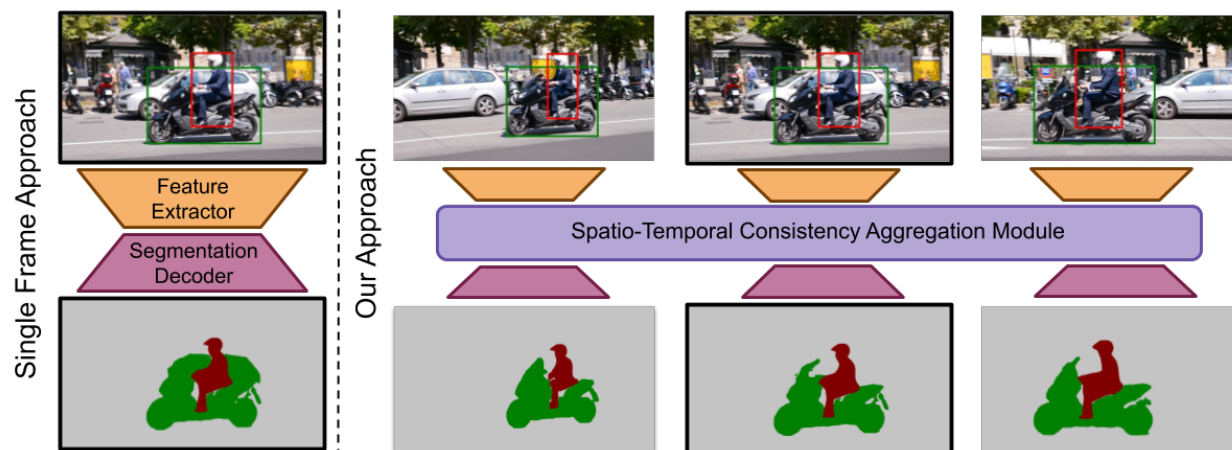 Single Frame Approach
Feature
Extractor
Segmentation
Decoder
Our Approach
Spatio-Temporal Consistency Aggregation Module